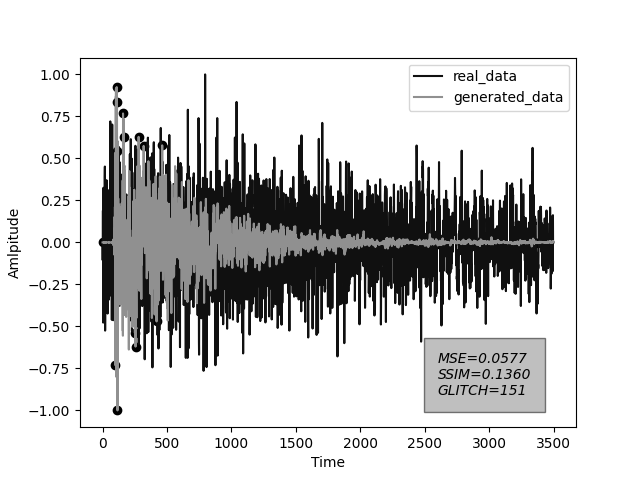 real_data
generated_data
1.00
0.75
0.50
0.25
0.00
−0.25
−0.50
−0.75
−1.00
Amlpitude
MSE=0.0577
SSIM=0.1360
GLITCH=151
0 500 1000 1500 2000 2500 3000 3500
Time